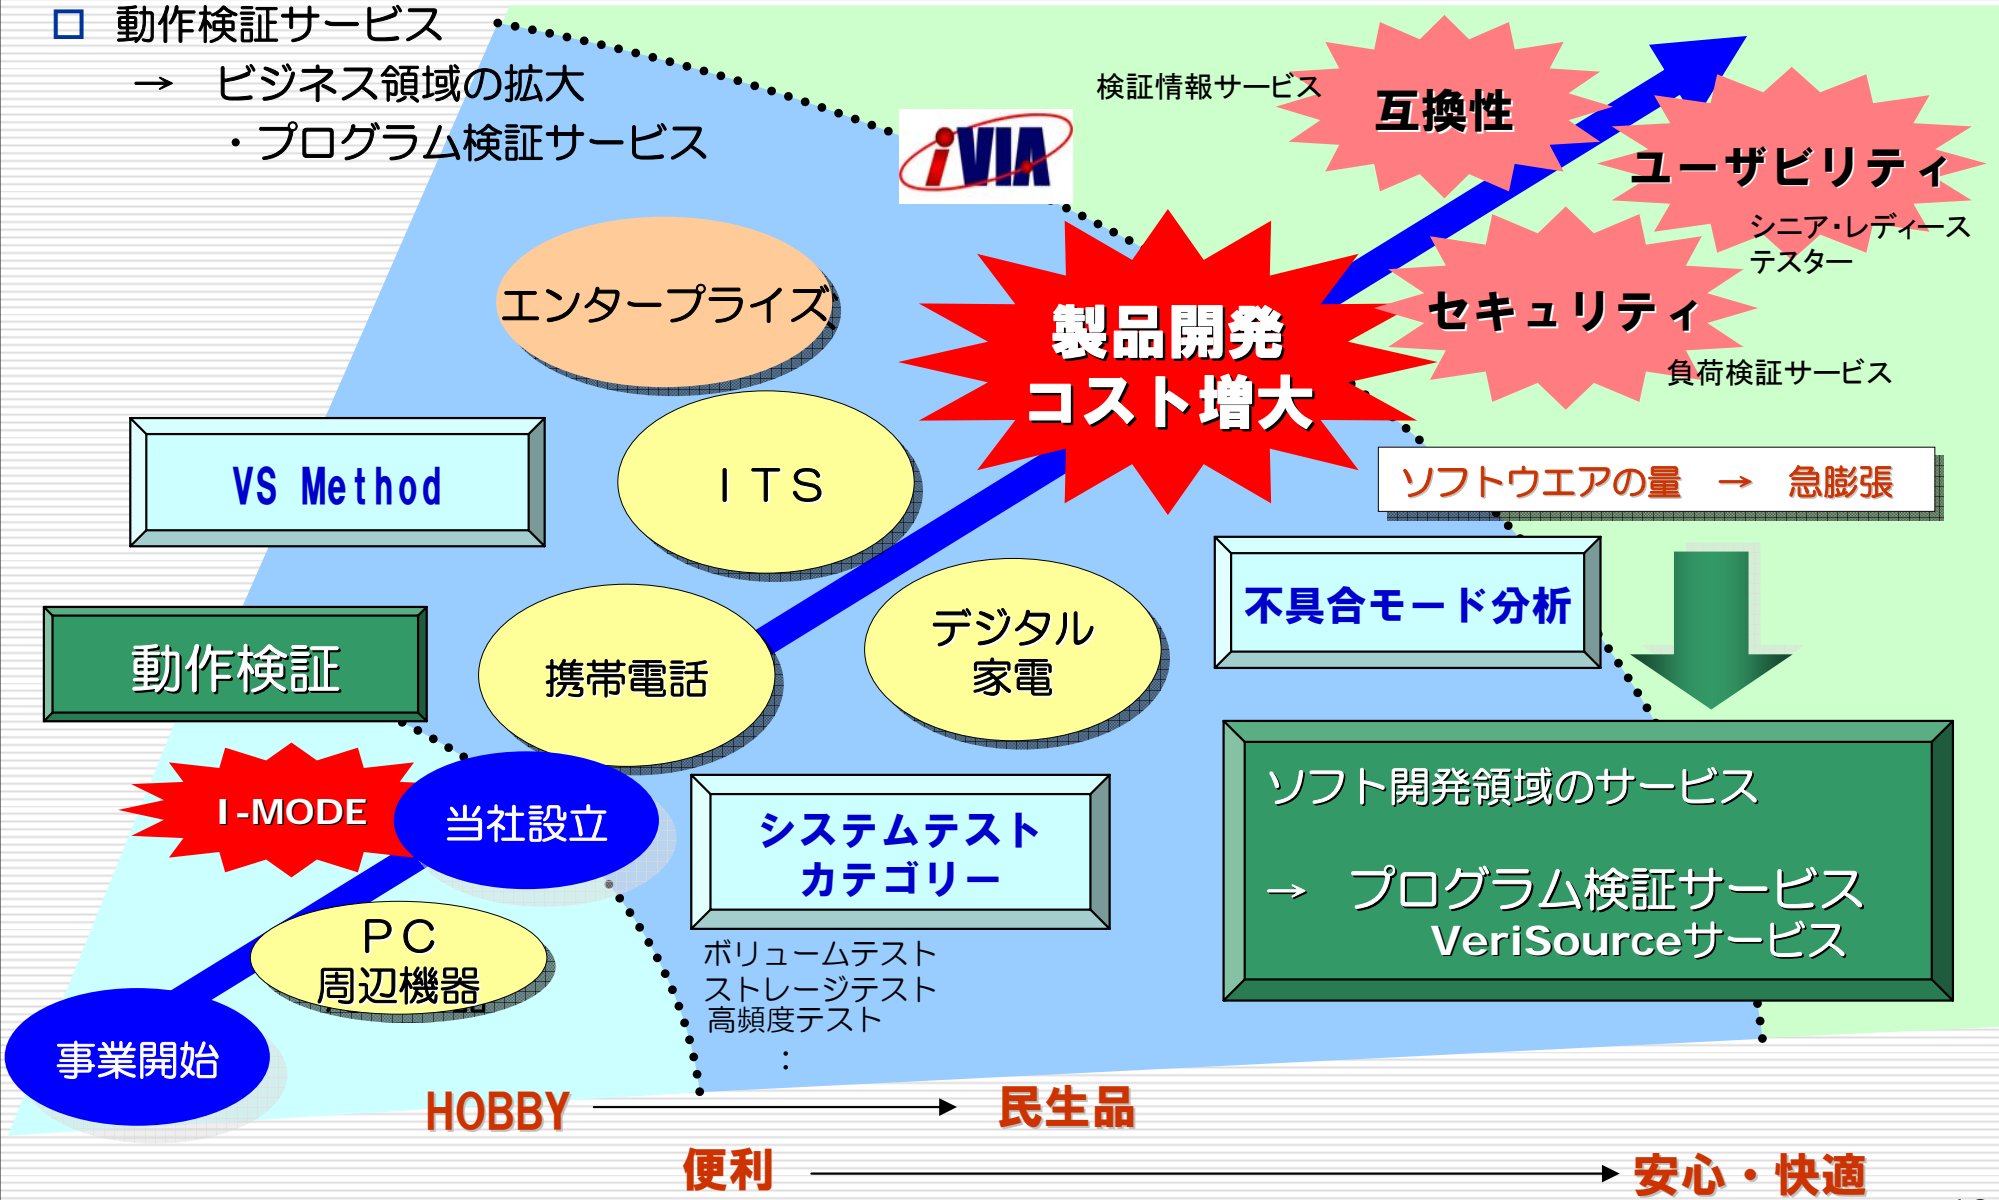 動作検証サービス
→ ビジネス領域の拡大
・プログラム検証サービス
iVIA
検証情報サービス
互換性
ユーザビリティ
シニア・レディース
テスター
セキュリティ
負荷検証サービス
エンタープライズ
製品開発
コスト増大
VS Method
ITS
ソフトウエアの量 → 急膨張
不具合モード分析
デジタル
家電
動作検証
携帯電話
I-MODE
当社設立
システムテスト
カテゴリー
ソフト開発領域のサービス
→ プログラム検証サービス
VeriSourceサービス
PC
周辺機器
ボリュームテスト
ストレージテスト
高頻度テスト
:
事業開始
HOBBY
民生品
便利
安心・快適